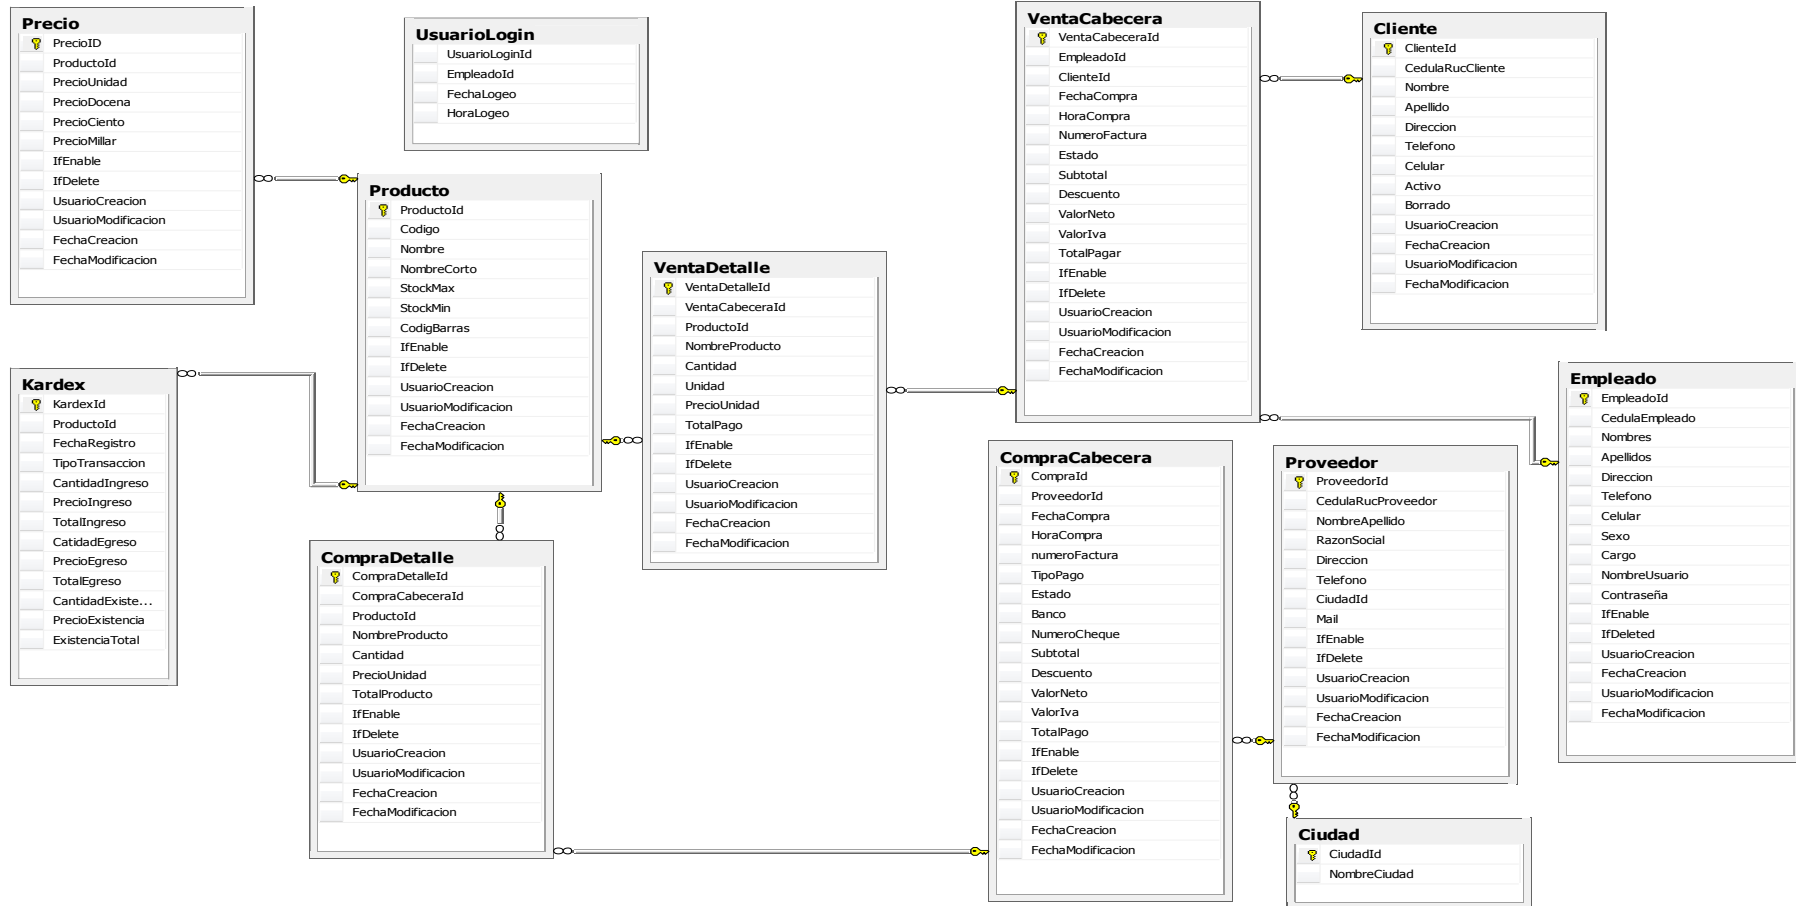 Precio
PrecioID
ProductoId
PrecioUnidad
PrecioDocena
PrecioCiento
PrecioMillar
IfEnable
IfDelete
UsuarioCreacion
UsuarioModificacion
FechaCreacion
FechaModificacion
UsuarioLogin
UsuarioLoginId
EmpleadoId
FechaLogeo
HoraLogeo
Producto
ProductoId
Codigo
Nombre
NombreCorto
StockMax
StockMin
CodigBarras
IfEnable
IfDelete
UsuarioCreacion
UsuarioModificacion
FechaCreacion
FechaModificacion
VentaDetalle
VentaDetalleId
VentaCabeceraId
ProductoId
NombreProducto
Cantidad
Unidad
PrecioUnidad
TotalPago
IfEnable
IfDelete
UsuarioCreacion
UsuarioModificacion
FechaCreacion
FechaModificacion
VentaCabecera
VentaCabeceraId
EmpleadoId
ClienteId
FechaCompra
HoraCompra
NumeroFactura
Estado
Subtotal
Descuento
ValorNeto
ValorIva
TotalPagar
IfEnable
IfDelete
UsuarioCreacion
UsuarioModificacion
FechaCreacion
FechaModificacion
Cliente
ClienteId
CedulaRucCliente
Nombre
Apellido
Direccion
Telefono
Celular
Activo
Borrado
UsuarioCreacion
FechaCreacion
UsuarioModificacion
FechaModificacion
Kardex
KardexId
ProductoId
FechaRegistro
TipoTransaccion
CantidadIngreso
PrecioIngreso
TotalIngreso
CatidadEgreso
PrecioEgreso
TotalEgreso
CantidadExiste...
PrecioExistencia
ExistenciaTotal
CompraDetalle
CompraDetalleId
CompraCabeceraId
ProductoId
NombreProducto
Cantidad
PrecioUnidad
TotalProducto
IfEnable
IfDelete
UsuarioCreacion
UsuarioModificacion
FechaCreacion
FechaModificacion
CompraCabecera
CompraId
ProveedorId
FechaCompra
HoraCompra
numeroFactura
TipoPago
Estado
Banco
NumeroCheque
Subtotal
Descuento
ValorNeto
ValorIva
TotalPago
IfEnable
IfDelete
UsuarioCreacion
UsuarioModificacion
FechaCreacion
FechaModificacion
Proveedor
ProveedorId
CedulaRucProveedor
NombreApellido
RazonSocial
Direccion
Telefono
CiudadId
Mail
IfEnable
IfDelete
UsuarioCreacion
UsuarioModificacion
FechaCreacion
FechaModificacion
Empleado
EmpleadoId
CedulaEmpleado
Nombres
Apellidos
Direccion
Telefono
Celular
Sexo
Cargo
NombreUsuario
Contraseña
IfEnable
IfDeleted
UsuarioCreacion
FechaCreacion
UsuarioModificacion
FechaModificacion
Ciudad
CiudadId
NombreCiudad